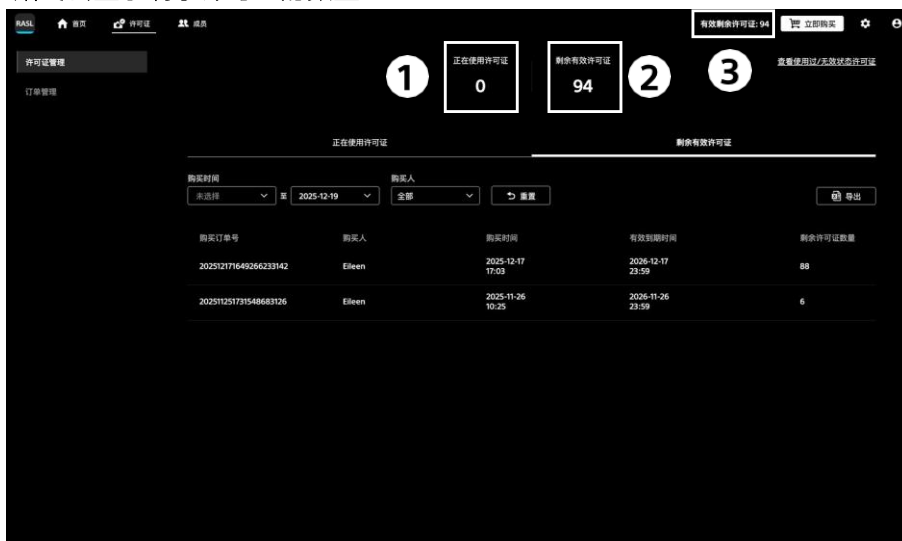 RASL 首页 许可证 成员 有效剩余许可证: 94 立即购买
许可证管理
订单管理
1
正在使用许可证
0
剩余有效许可证
94
2
3
查看使用过/无效状态许可证
正在使用许可证 剩余有效许可证
购买时间 购买人
未选择 至 2025-12-19 全部 重置 导出
购买订单号 购买人 购买时间 有效到期时间 剩余许可证数量
202512171649266233142 Eileen 2025-12-17 17:03 2026-12-17 23:59 88
202511251731548683126 Eileen 2025-11-26 10:25 2026-11-26 23:59 6